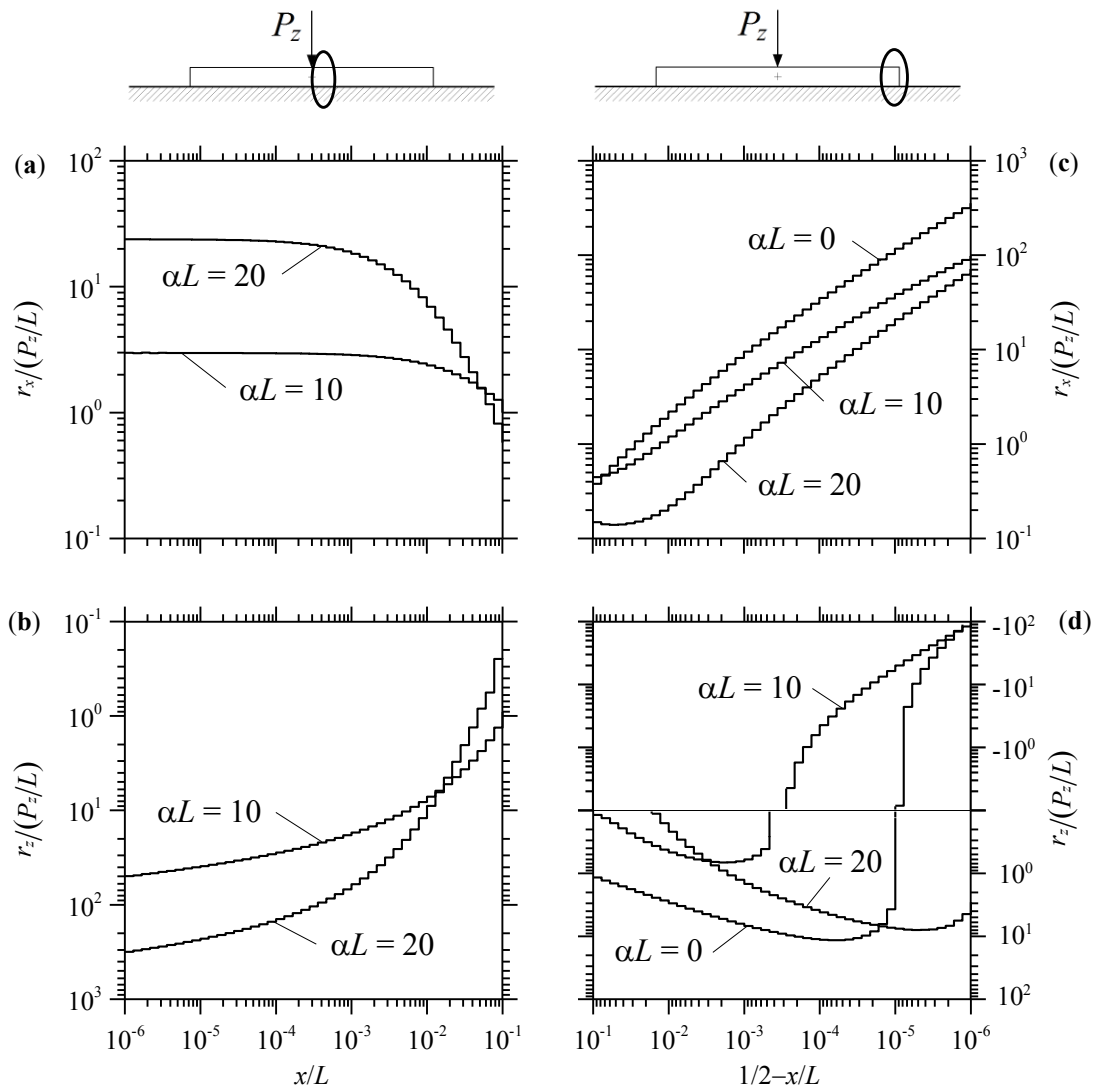 P_z
P_z
(a)
10^2
10^1
10^0
10^-1
r_x/(P_z/L)
αL = 20
αL = 10
(c)
10^3
10^2
10^1
10^0
10^-1
r_x/(P_z/L)
αL = 0
αL = 10
αL = 20
(b)
10^-1
10^0
10^1
10^2
10^3
r_z/(P_z/L)
αL = 10
αL = 20
10^-6
10^-5
10^-4
10^-3
10^-2
10^-1
x/L
(d)
-10^2
-10^1
-10^0
10^0
10^1
10^2
r_z/(P_z/L)
αL = 10
αL = 20
αL = 0
10^-1
10^-2
10^-3
10^-4
10^-5
10^-6
1/2–x/L